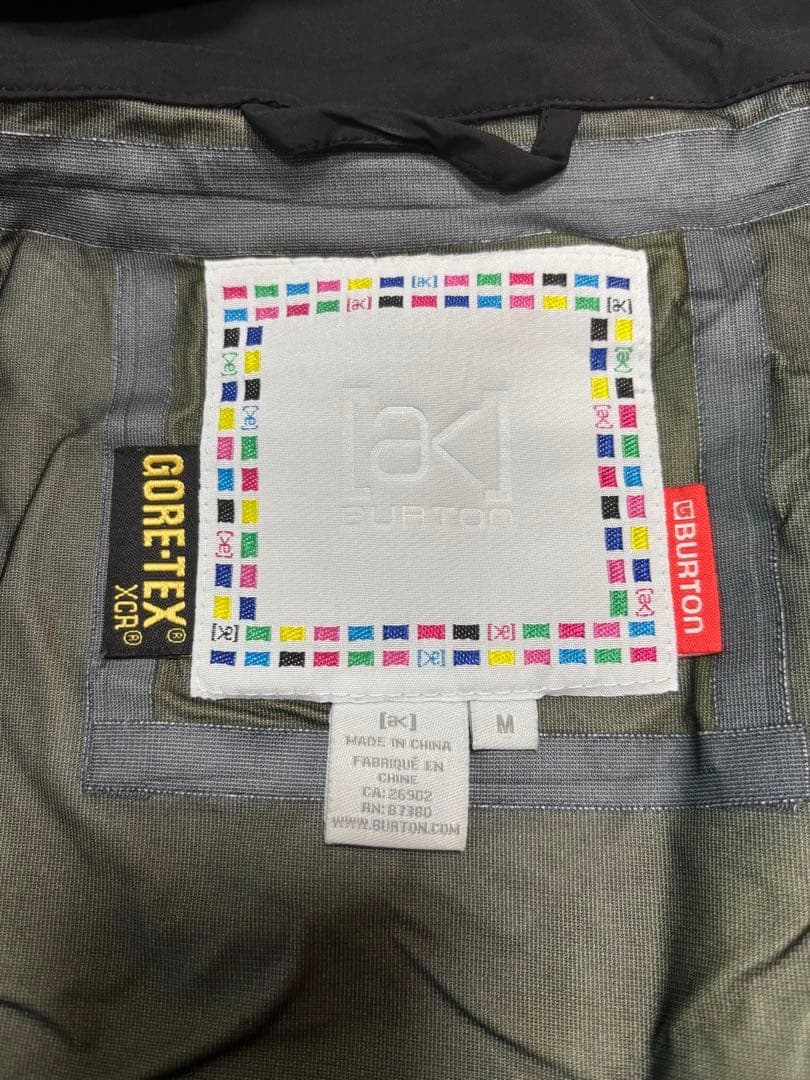 [ak]
BURTON
GORE-TEX®
XCR®
BURTON
[ak]
MADE IN CHINA
FABRIQUÉ EN
CHINE
CA: 26902
RN: 87380
WWW.BURTON.COM
M